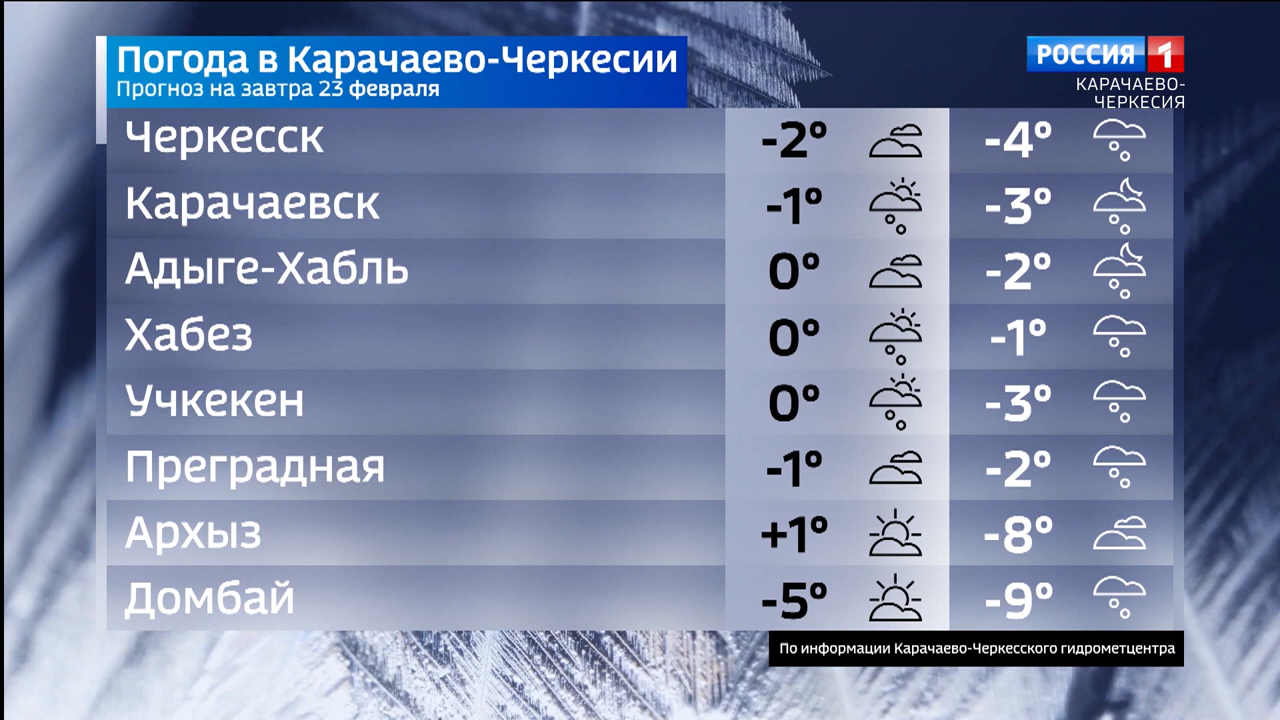 Погода в Карачаево-Черкесии
Прогноз на завтра 23 февраля
РОССИЯ 1
КАРАЧАЕВО-
ЧЕРКЕСИЯ
Черкесск -2° -4°
Карачаевск -1° -3°
Адыге-Хабль 0° -2°
Хабез 0° -1°
Учкекен 0° -3°
Преградная -1° -2°
Архыз +1° -8°
Домбай -5° -9°
По информации Карачаево-Черкесского гидрометцентра